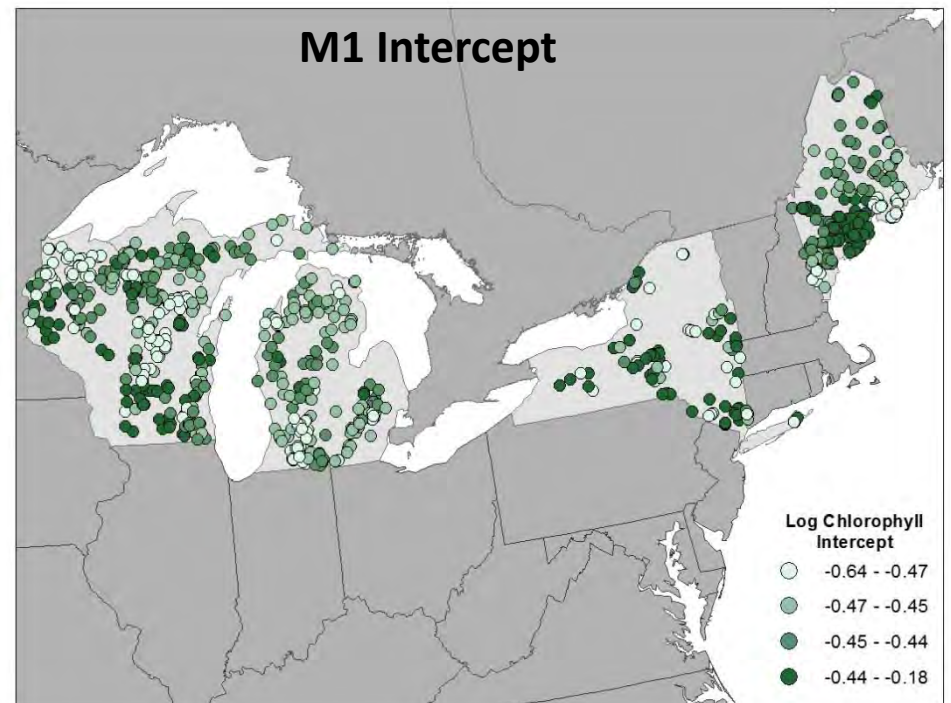 M1 Intercept
Log Chlorophyll
Intercept
-0.64 - -0.47
-0.47 - -0.45
-0.45 - -0.44
-0.44 - -0.18